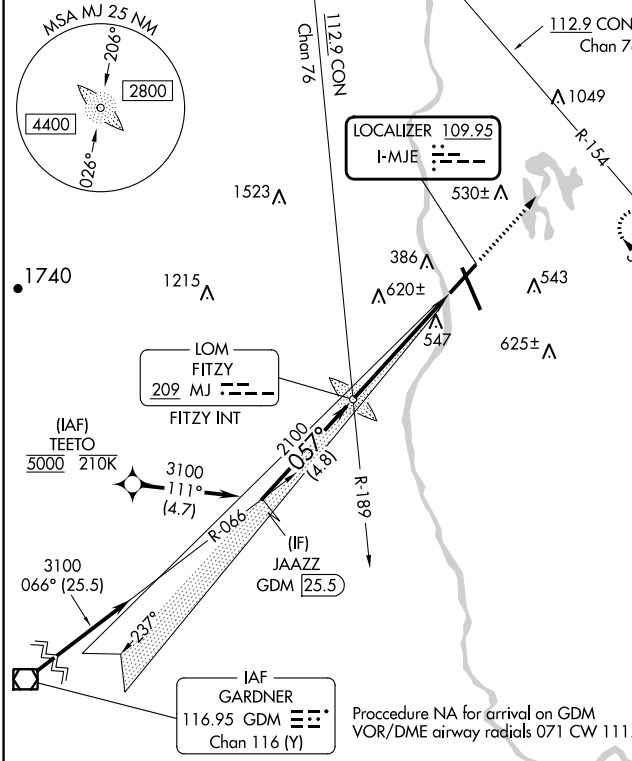 MSA MJ 25 NM
206°
2800
4400
026°
112.9 CON
Chan 76
112.9 CON
1049
R-154
LOCALIZER 109.95
I-MJE
530±
1523
386
1740
1215
620±
543
547
625±
LOM
FITZY
209 MJ
FITZY INT
(IAF)
TEETO
5000 210K
3100
111°
(4.7)
2100
057°
(4.8)
R-066
R-189
(IF)
JAAZZ
GDM 25.5
3100
066° (25.5)
237°
IAF
GARDNER
116.95 GDM
Chan 116 (Y)
Proccedure NA for arrival on GDM
VOR/DME airway radials 071 CW 111.